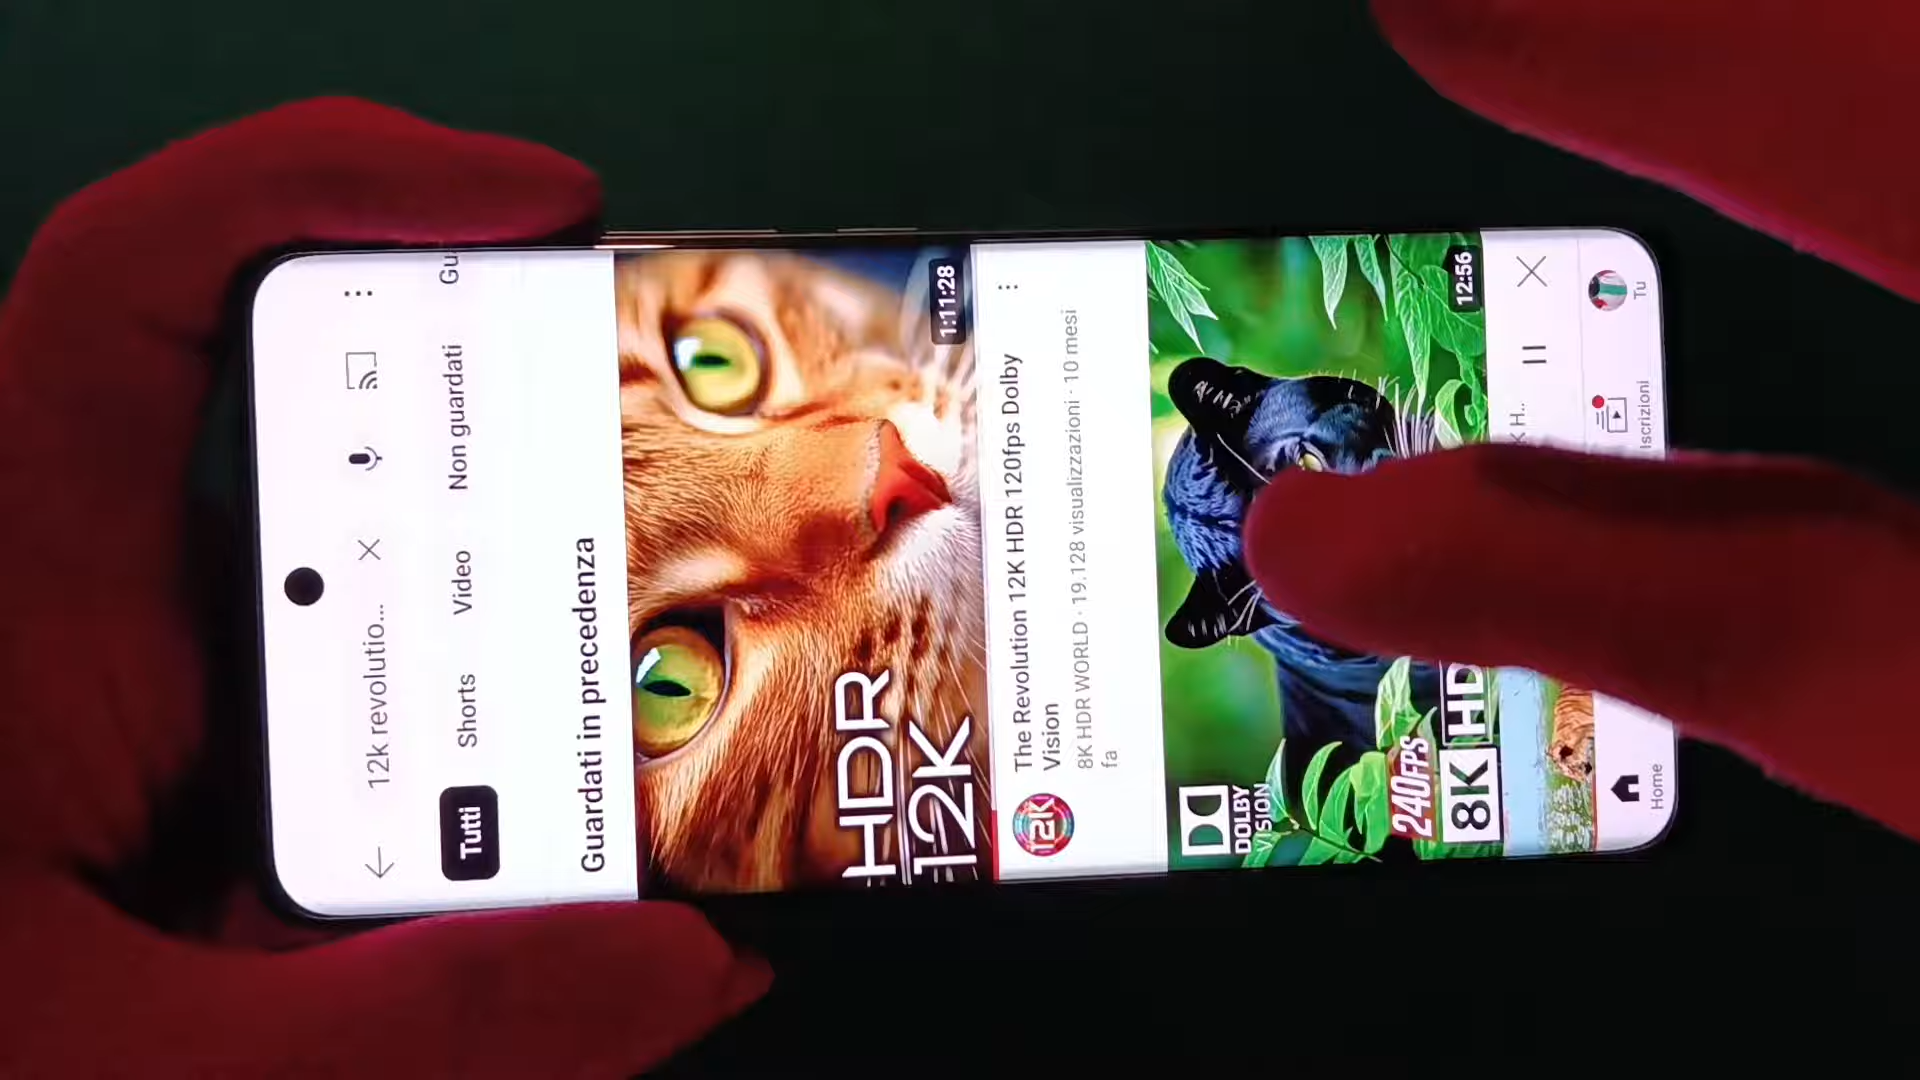 12k revolutio...
Tutti
Shorts
Video
Non guardati
Gu
Guardati in precedenza
HDR
12K
1:11:28
12K
The Revolution 12K HDR 120fps Dolby
Vision
8K HDR WORLD · 19.128 visualizzazioni · 10 mesi
fa
12:56
DOLBY
VISION
240FPS
8K HD
K H..
Home
Iscrizioni
Tu